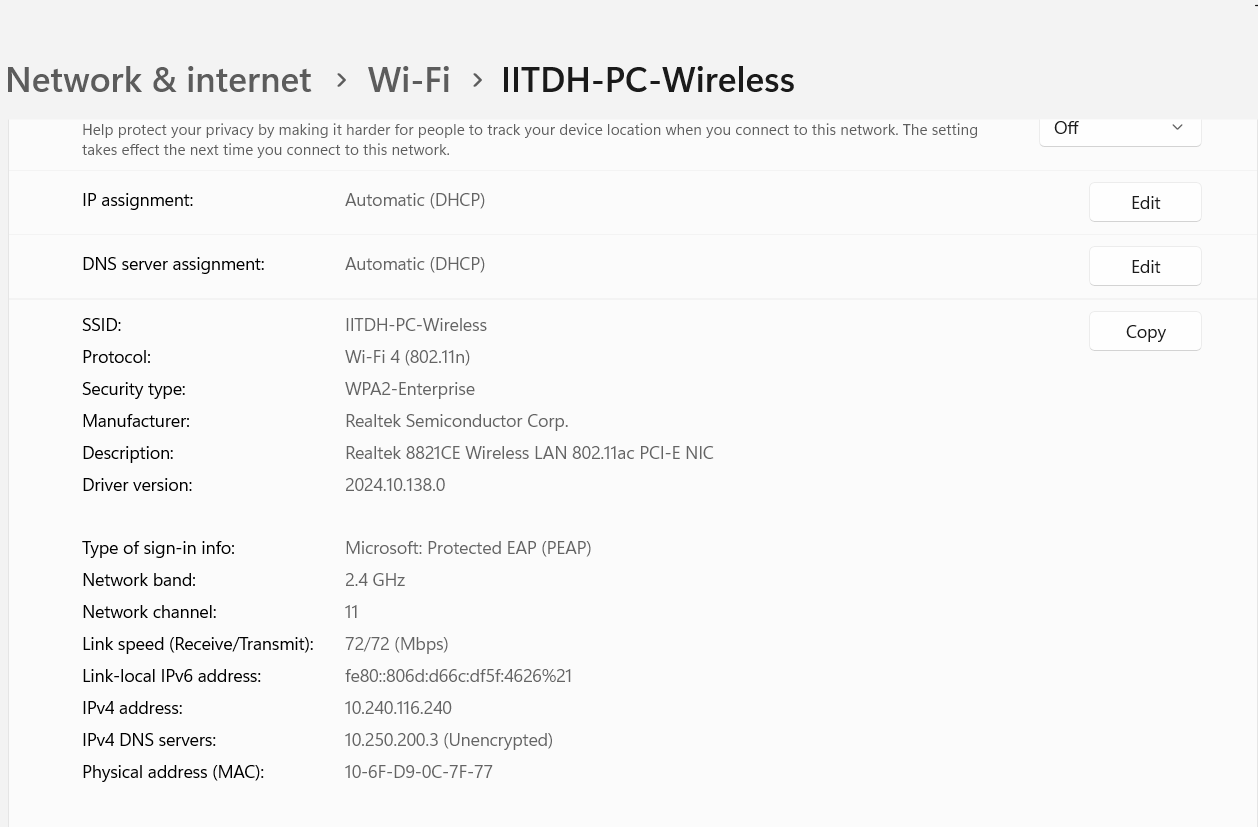 Network & internet > Wi-Fi > IITDH-PC-Wireless
Help protect your privacy by making it harder for people to track your device location when you connect to this network. The setting
takes effect the next time you connect to this network.
Off
IP assignment: Automatic (DHCP) Edit
DNS server assignment: Automatic (DHCP) Edit
SSID: IITDH-PC-Wireless Copy
Protocol: Wi-Fi 4 (802.11n)
Security type: WPA2-Enterprise
Manufacturer: Realtek Semiconductor Corp.
Description: Realtek 8821CE Wireless LAN 802.11ac PCI-E NIC
Driver version: 2024.10.138.0
Type of sign-in info: Microsoft: Protected EAP (PEAP)
Network band: 2.4 GHz
Network channel: 11
Link speed (Receive/Transmit): 72/72 (Mbps)
Link-local IPv6 address: fe80::806d:d66c:df5f:4626%21
IPv4 address: 10.240.116.240
IPv4 DNS servers: 10.250.200.3 (Unencrypted)
Physical address (MAC): 10-6F-D9-0C-7F-77